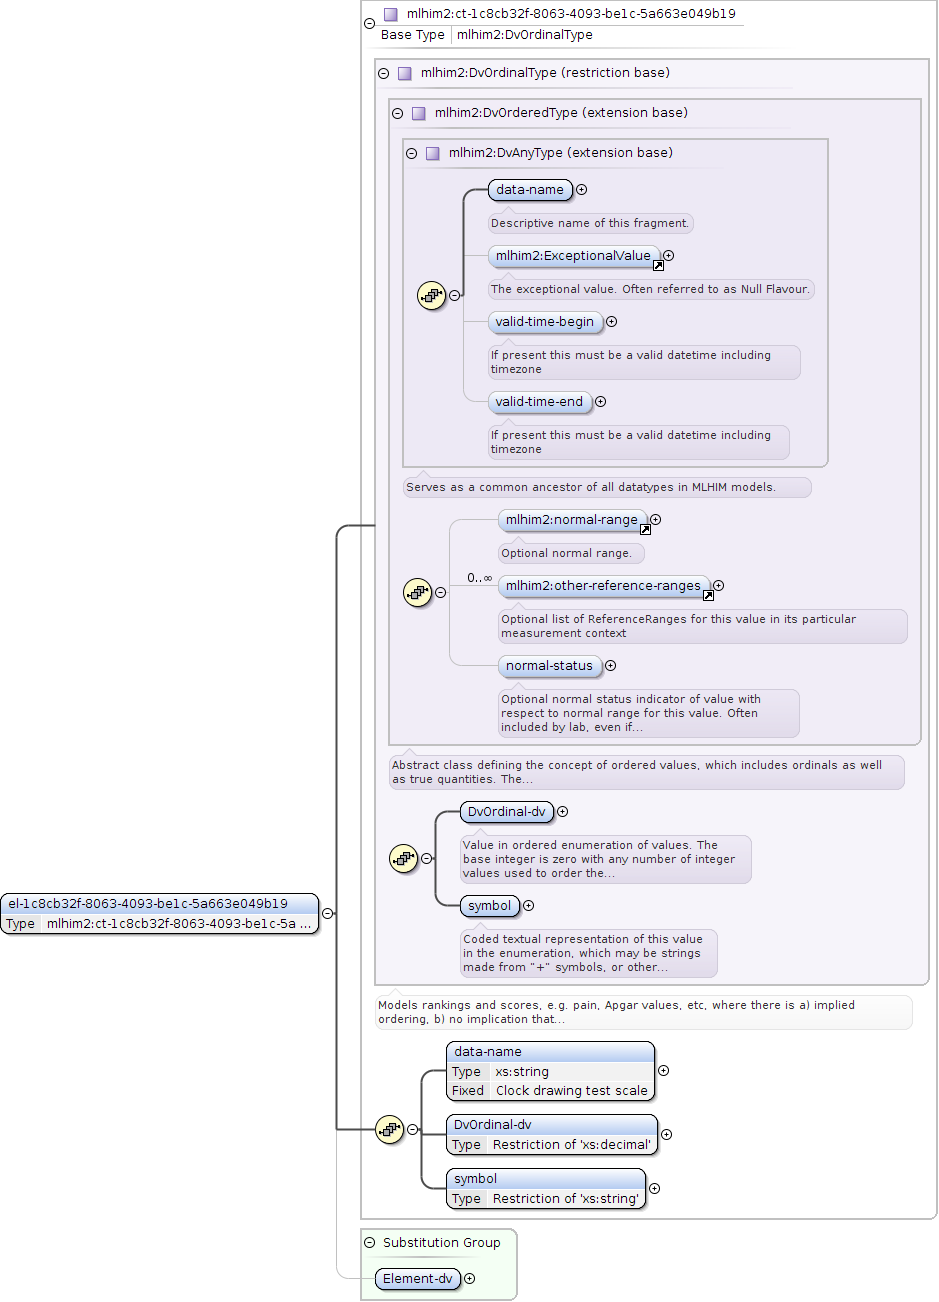 mlhim2:ct-1c8cb32f-8063-4093-be1c-5a663e049b19
Base Type mlhim2:DvOrdinalType
mlhim2:DvOrdinalType (restriction base)
mlhim2:DvOrderedType (extension base)
mlhim2:DvAnyType (extension base)
data-name
Descriptive name of this fragment.
mlhim2:ExceptionalValue
The exceptional value. Often referred to as Null Flavour.
valid-time-begin
If present this must be a valid datetime including
timezone
valid-time-end
If present this must be a valid datetime including
timezone
Serves as a common ancestor of all datatypes in MLHIM models.
mlhim2:normal-range
Optional normal range.
0..∞
mlhim2:other-reference-ranges
Optional list of ReferenceRanges for this value in its particular
measurement context
normal-status
Optional normal status indicator of value with
respect to normal range for this value. Often
included by lab, even if...
Abstract class defining the concept of ordered values, which includes ordinals as well
as true quantities. The...
DvOrdinal-dv
Value in ordered enumeration of values. The
base integer is zero with any number of integer
values used to order the...
symbol
Coded textual representation of this value
in the enumeration, which may be strings
made from "+" symbols, or other...
Models rankings and scores, e.g. pain, Apgar values, etc, where there is a) implied
ordering, b) no implication that...
el-1c8cb32f-8063-4093-be1c-5a663e049b19
Type mlhim2:ct-1c8cb32f-8063-4093-be1c-5a ...
data-name
Type xs:string
Fixed Clock drawing test scale
DvOrdinal-dv
Type Restriction of 'xs:decimal'
symbol
Type Restriction of 'xs:string'
Substitution Group
Element-dv